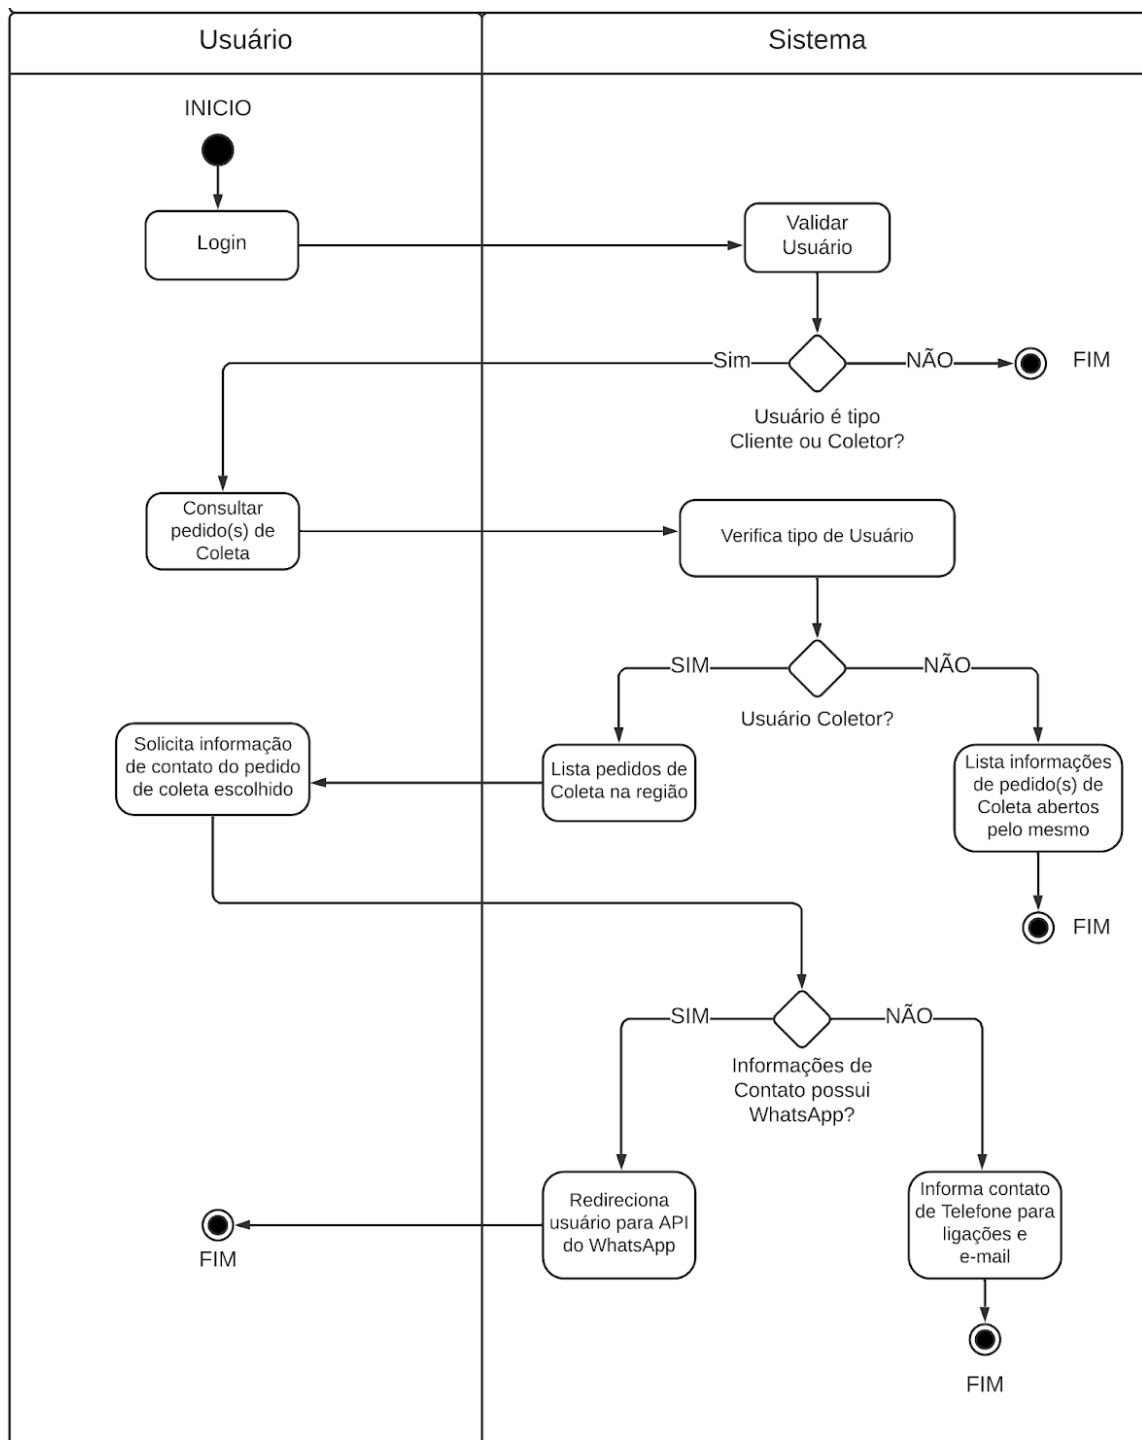 Usuário
Sistema
INICIO
Login
Validar
Usuário
Sim
NÃO
FIM
Usuário é tipo
Cliente ou Coletor?
Consultar
pedido(s) de
Coleta
Verifica tipo de Usuário
SIM
NÃO
Usuário Coletor?
Solicita informação
de contato do pedido
de coleta escolhido
Lista pedidos de
Coleta na região
Lista informações
de pedido(s) de
Coleta abertos
pelo mesmo
FIM
SIM
NÃO
Informações de
Contato possui
WhatsApp?
Redireciona
usuário para API
do WhatsApp
Informa contato
de Telefone para
ligações e
e-mail
FIM
FIM